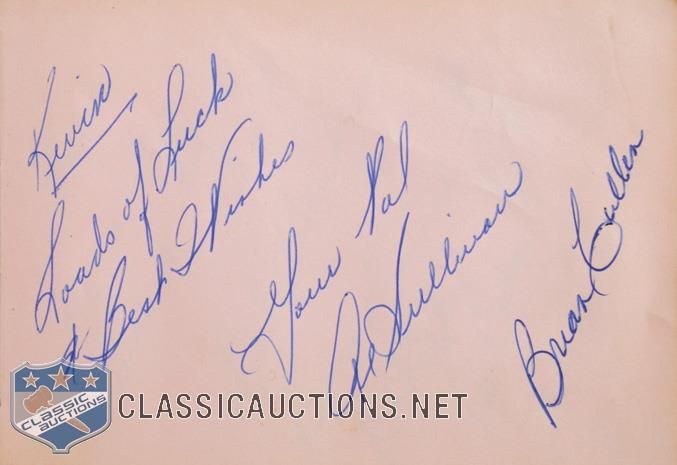 Kevin
Loads of Luck
& Best Wishes
Your Pal
Sullivan
Brian Cullen
CLASSIC AUCTIONS
CLASSICAUCTIONS.NET